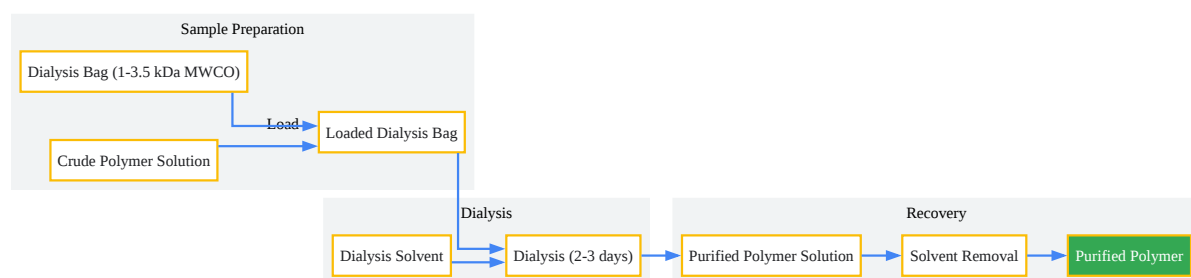 Sample Preparation
Dialysis Bag (1-3.5 kDa MWCO)
Load
Loaded Dialysis Bag
Crude Polymer Solution
Dialysis
Dialysis Solvent
Dialysis (2-3 days)
Recovery
Purified Polymer Solution
Solvent Removal
Purified Polymer